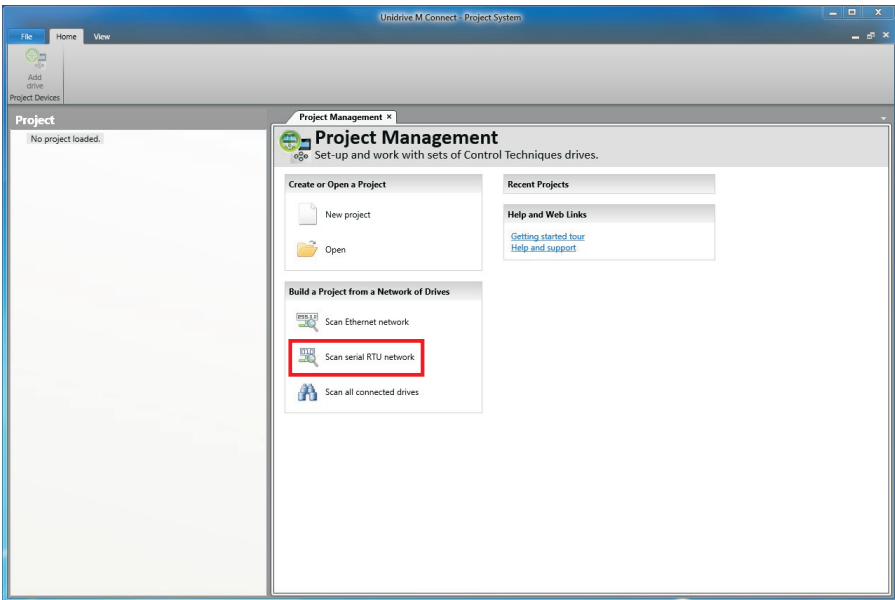 Unidrive M Connect - Project System
File Home View
Add
drive
Project Devices
Project
No project loaded.
Project Management ×
Project Management
Set-up and work with sets of Control Techniques drives.
Create or Open a Project
New project
Open
Build a Project from a Network of Drives
Scan Ethernet network
Scan serial RTU network
Scan all connected drives
Recent Projects
Help and Web Links
Getting started tour
Help and support